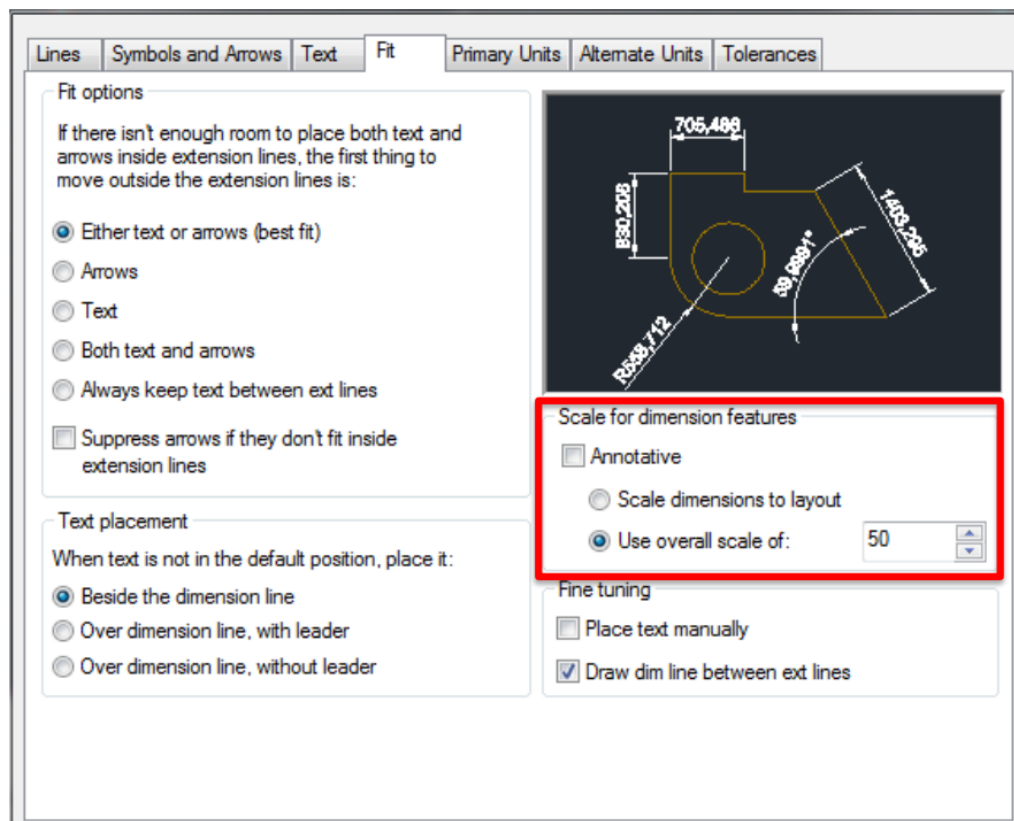 Lines
Symbols and Arrows
Text
Fit
Primary Units
Alternate Units
Tolerances
Fit options
If there isn't enough room to place both text and
arrows inside extension lines, the first thing to
move outside the extension lines is:
Either text or arrows (best fit)
Arrows
Text
Both text and arrows
Always keep text between ext lines
Suppress arrows if they don't fit inside
extension lines
Text placement
When text is not in the default position, place it:
Beside the dimension line
Over dimension line, with leader
Over dimension line, without leader
705,486
830,206
1403,295
59,9991°
R558,712
Scale for dimension features
Annotative
Scale dimensions to layout
Use overall scale of:
50
Fine tuning
Place text manually
Draw dim line between ext lines